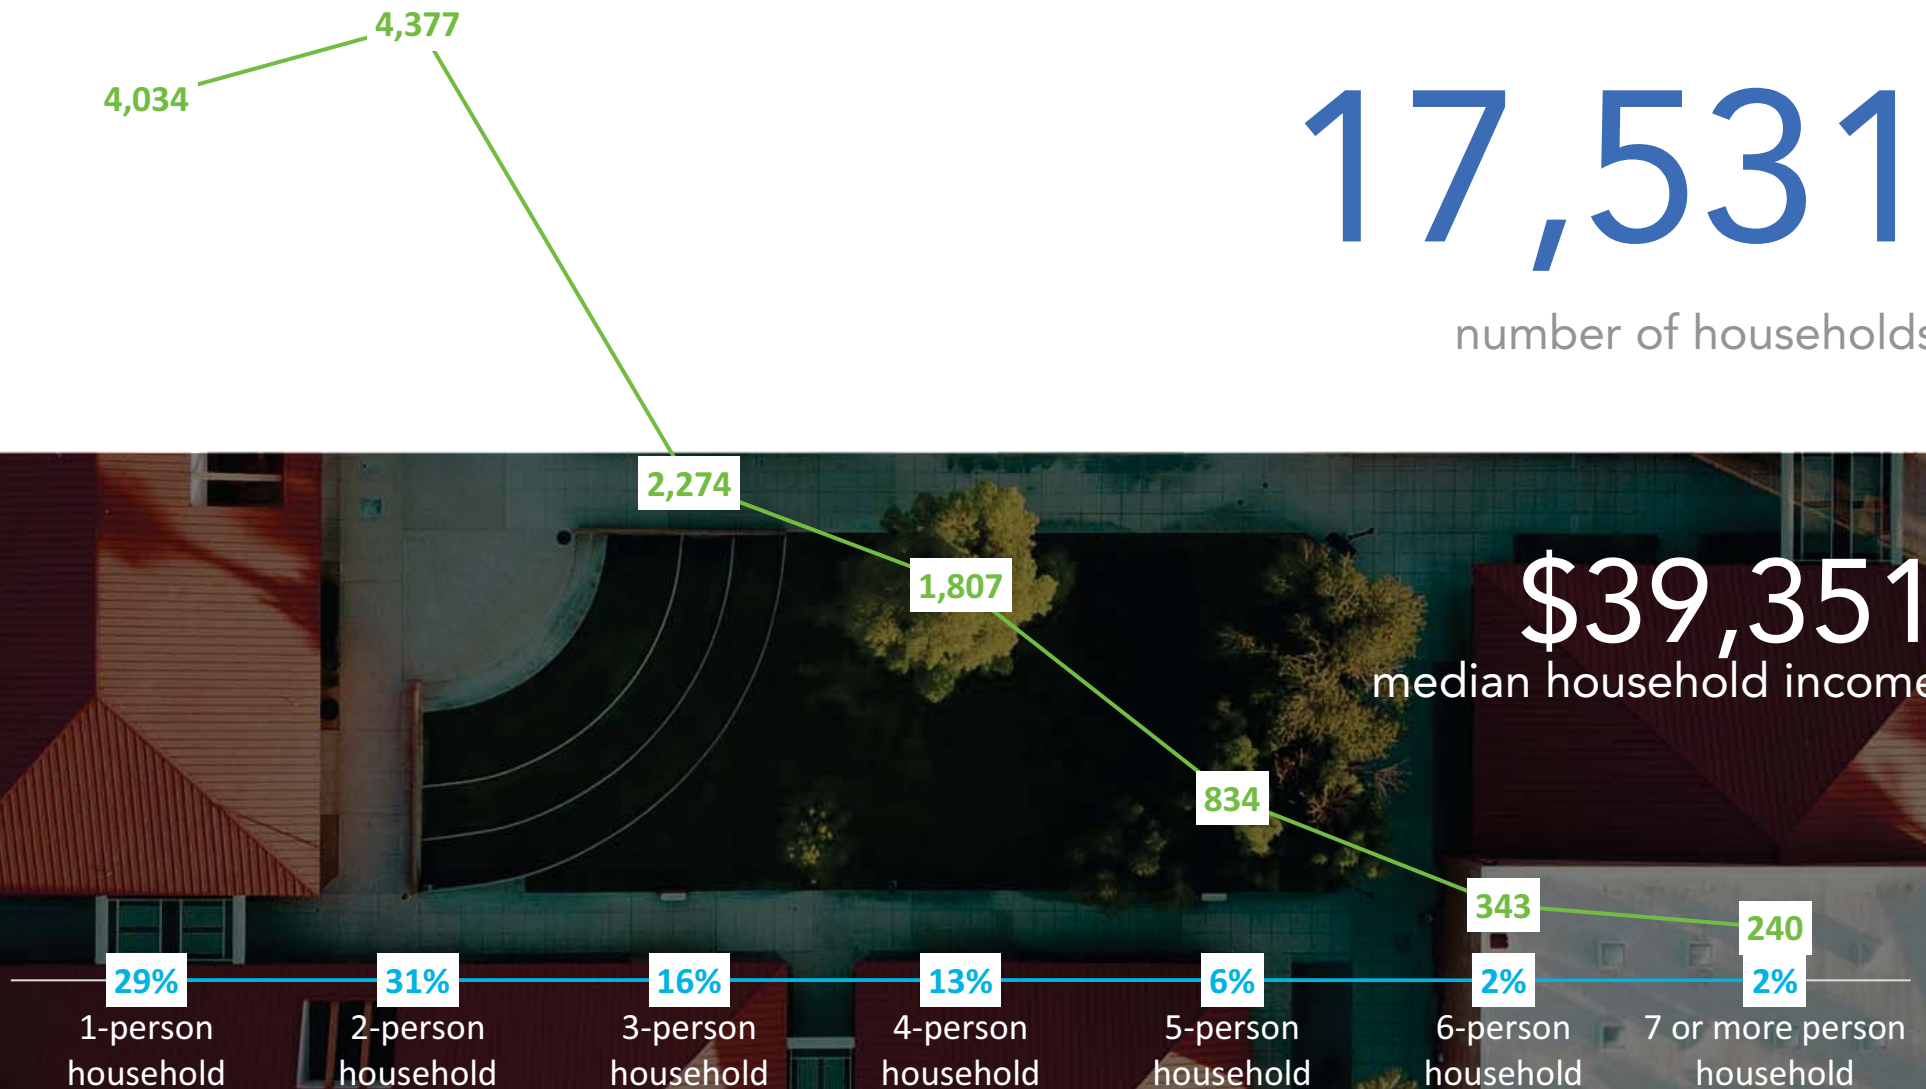 4,377
4,034
17,531
number of households
2,274
1,807
$39,351
median household income
834
343
240
29% 31% 16% 13% 6% 2% 2%
1-person 2-person 3-person 4-person 5-person 6-person 7 or more person
household household household household household household household